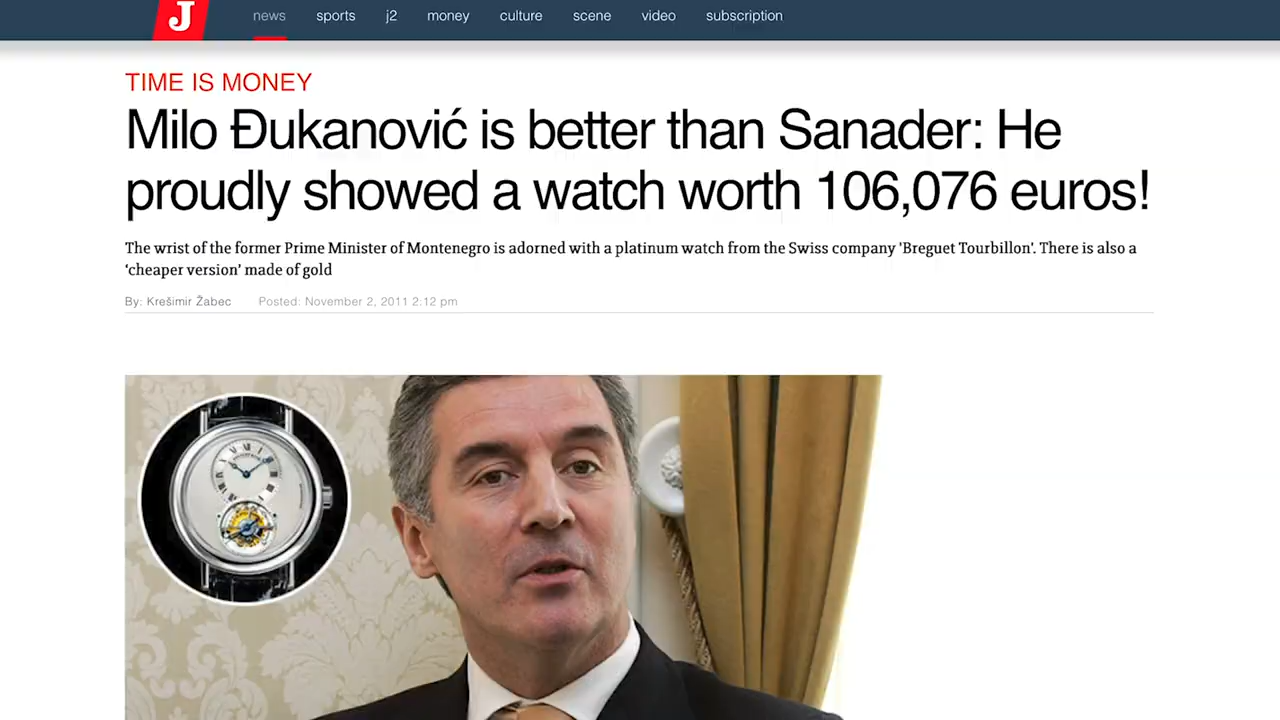 J
news sports j2 money culture scene video subscription
TIME IS MONEY
Milo Đukanović is better than Sanader: He
proudly showed a watch worth 106,076 euros!
The wrist of the former Prime Minister of Montenegro is adorned with a platinum watch from the Swiss company 'Breguet Tourbillon'. There is also a
‘cheaper version’ made of gold
By: Krešimir Žabec Posted: November 2, 2011 2:12 pm